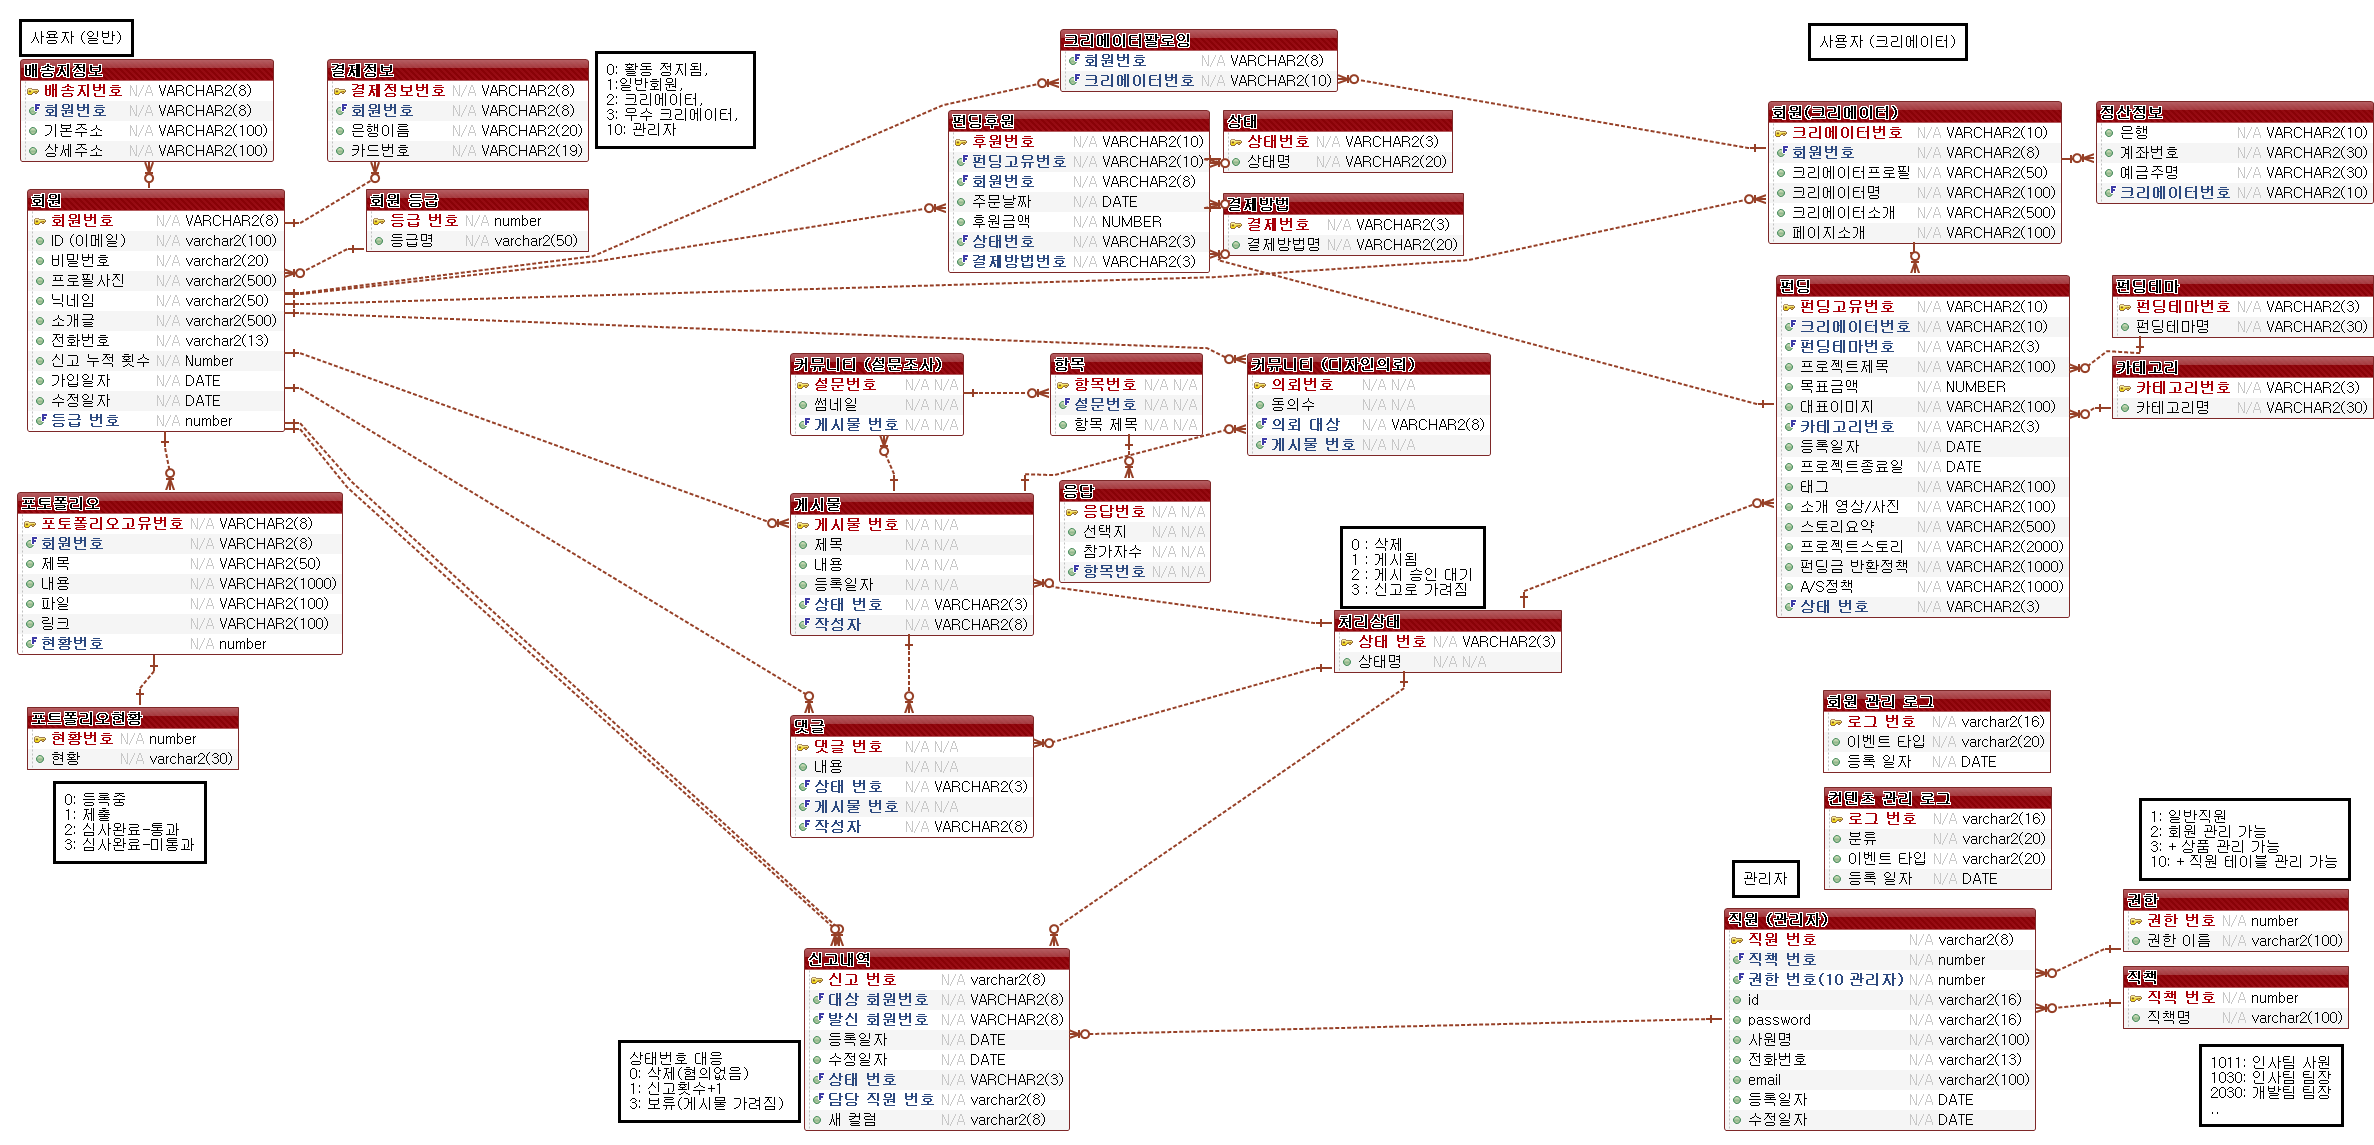 사용자 (일반)
배송지정보
배송지번호 N/A VARCHAR2(8)
회원번호 N/A VARCHAR2(8)
기본주소 N/A VARCHAR2(100)
상세주소 N/A VARCHAR2(100)
결제정보
결제정보번호 N/A VARCHAR2(8)
회원번호 N/A VARCHAR2(8)
은행이름 N/A VARCHAR2(20)
카드번호 N/A VARCHAR2(19)
0: 활동 정지됨,
1:일반회원,
2: 크리에이터,
3: 우수 크리에이터,
10: 관리자
회원
회원번호 N/A VARCHAR2(8)
ID (이메일) N/A varchar2(100)
비밀번호 N/A varchar2(20)
프로필사진 N/A varchar2(500)
닉네임 N/A varchar2(50)
소개글 N/A varchar2(500)
전화번호 N/A varchar2(13)
신고 누적 횟수 N/A Number
가입일자 N/A DATE
수정일자 N/A DATE
등급 번호 N/A number
회원 등급
등급 번호 N/A number
등급명 N/A varchar2(50)
포토폴리오
포토폴리오고유번호 N/A VARCHAR2(8)
회원번호 N/A VARCHAR2(8)
제목 N/A VARCHAR2(50)
내용 N/A VARCHAR2(1000)
파일 N/A VARCHAR2(100)
링크 N/A VARCHAR2(100)
현황번호 N/A number
포트폴리오현황
현황번호 N/A number
현황 N/A varchar2(30)
0: 등록중
1: 제출
2: 심사완료-통과
3: 심사완료-미통과
크리에이터팔로잉
회원번호 N/A VARCHAR2(8)
크리에이터번호 N/A VARCHAR2(10)
펀딩후원
후원번호 N/A VARCHAR2(10)
펀딩고유번호 N/A VARCHAR2(10)
회원번호 N/A VARCHAR2(8)
주문날짜 N/A DATE
후원금액 N/A NUMBER
상태번호 N/A VARCHAR2(3)
결제방법번호 N/A VARCHAR2(3)
상태
상태번호 N/A VARCHAR2(3)
상태명 N/A VARCHAR2(20)
결제방법
결제번호 N/A VARCHAR2(3)
결제방법명 N/A VARCHAR2(20)
커뮤니티 (설문조사)
설문번호 N/A N/A
썸네일 N/A N/A
게시물 번호 N/A N/A
항목
항목번호 N/A N/A
설문번호 N/A N/A
항목 제목 N/A N/A
커뮤니티 (디자인의뢰)
의뢰번호 N/A N/A
동의수 N/A N/A
의뢰 대상 N/A VARCHAR2(8)
게시물 번호 N/A N/A
게시물
게시물 번호 N/A N/A
제목 N/A N/A
내용 N/A N/A
등록일자 N/A N/A
상태 번호 N/A VARCHAR2(3)
작성자 N/A VARCHAR2(8)
응답
응답번호 N/A N/A
선택지 N/A N/A
참가자수 N/A N/A
항목번호 N/A N/A
0 : 삭제
1 : 게시됨
2 : 게시 승인 대기
3 : 신고로 가려짐
처리상태
상태 번호 N/A VARCHAR2(3)
상태명 N/A N/A
댓글
댓글 번호 N/A N/A
내용 N/A N/A
상태 번호 N/A VARCHAR2(3)
게시물 번호 N/A N/A
작성자 N/A VARCHAR2(8)
신고내역
신고 번호 N/A varchar2(8)
대상 회원번호 N/A VARCHAR2(8)
발신 회원번호 N/A VARCHAR2(8)
등록일자 N/A DATE
수정일자 N/A DATE
상태 번호 N/A VARCHAR2(3)
담당 직원 번호 N/A varchar2(8)
새 컬럼 N/A varchar2(8)
상태번호 대응
0: 삭제(혐의없음)
1: 신고횟수+1
3: 보류(게시물 가려짐)
사용자 (크리에이터)
회원(크리에이터)
크리에이터번호 N/A VARCHAR2(10)
회원번호 N/A VARCHAR2(8)
크리에이터프로필 N/A VARCHAR2(50)
크리에이터명 N/A VARCHAR2(100)
크리에이터소개 N/A VARCHAR2(500)
페이지소개 N/A VARCHAR2(100)
정산정보
은행 N/A VARCHAR2(10)
계좌번호 N/A VARCHAR2(30)
예금주명 N/A VARCHAR2(30)
크리에이터번호 N/A VARCHAR2(10)
펀딩
펀딩고유번호 N/A VARCHAR2(10)
크리에이터번호 N/A VARCHAR2(10)
펀딩테마번호 N/A VARCHAR2(3)
프로젝트제목 N/A VARCHAR2(100)
목표금액 N/A NUMBER
대표이미지 N/A VARCHAR2(100)
카테고리번호 N/A VARCHAR2(3)
등록일자 N/A DATE
프로젝트종료일 N/A DATE
태그 N/A VARCHAR2(100)
소개 영상/사진 N/A VARCHAR2(100)
스토리요약 N/A VARCHAR2(500)
프로젝트스토리 N/A VARCHAR2(2000)
펀딩금 반환정책 N/A VARCHAR2(1000)
A/S정책 N/A VARCHAR2(1000)
상태 번호 N/A VARCHAR2(3)
펀딩테마
펀딩테마번호 N/A VARCHAR2(3)
펀딩테마명 N/A VARCHAR2(30)
카테고리
카테고리번호 N/A VARCHAR2(3)
카테고리명 N/A VARCHAR2(30)
회원 관리 로그
로그 번호 N/A varchar2(16)
이벤트 타입 N/A varchar2(20)
등록 일자 N/A DATE
컨텐츠 관리 로그
로그 번호 N/A varchar2(16)
분류 N/A varchar2(20)
이벤트 타입 N/A varchar2(20)
등록 일자 N/A DATE
관리자
직원 (관리자)
직원 번호 N/A varchar2(8)
직책 번호 N/A number
권한 번호(10 관리자) N/A number
id N/A varchar2(16)
password N/A varchar2(16)
사원명 N/A varchar2(100)
전화번호 N/A varchar2(13)
email N/A varchar2(100)
등록일자 N/A DATE
수정일자 N/A DATE
1: 일반직원
2: 회원 관리 가능
3: + 상품 관리 가능
10: + 직원 테이블 관리 가능
권한
권한 번호 N/A number
권한 이름 N/A varchar2(100)
직책
직책 번호 N/A number
직책명 N/A varchar2(100)
1011: 인사팀 사원
1030: 인사팀 팀장
2030: 개발팀 팀장
..